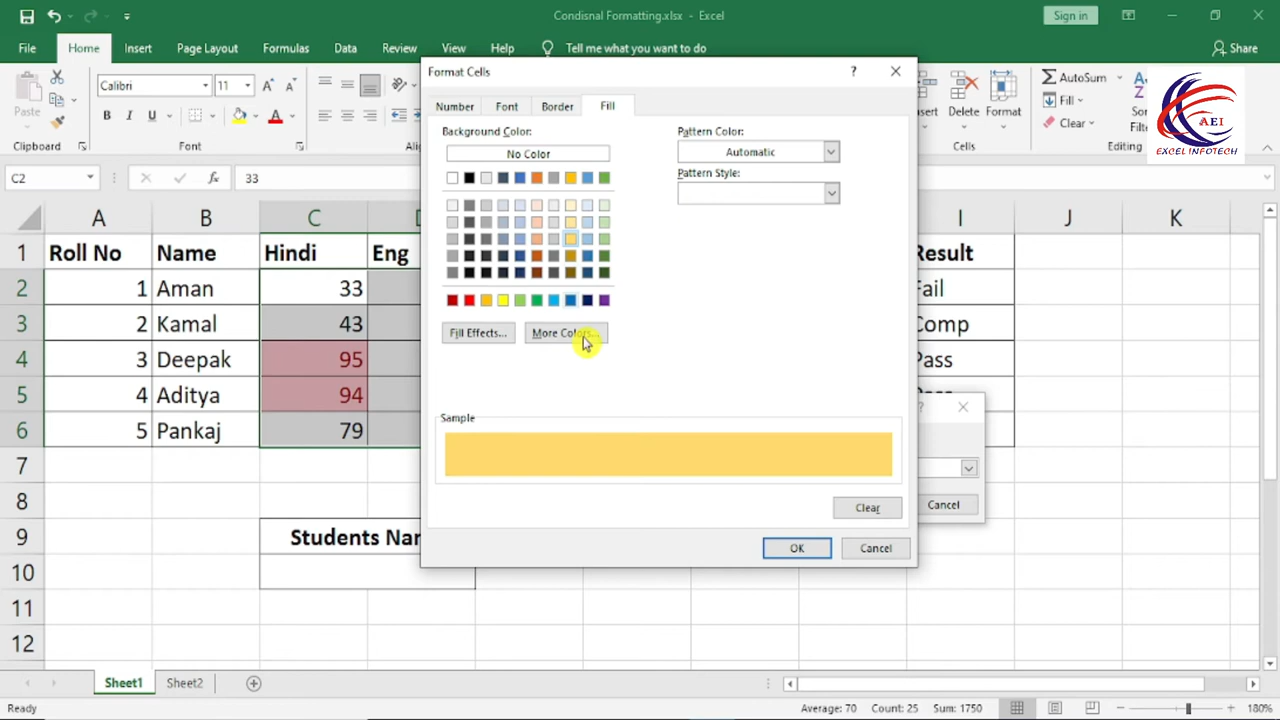 Condisnal Formatting.xlsx - Excel
Sign in
File
Home
Insert
Page Layout
Formulas
Data
Review
View
Help
Tell me what you want to do
Share
Paste
Calibri
11
B
I
U
A
Clipboard
Font
Delete
Format
Cells
AutoSum
Fill
Clear
Editing
AEI
EXCEL INFOTECH
C2
fx
33
A
B
C
I
J
K
1
Roll No
Name
Hindi
Eng
Result
2
1
Aman
33
Fail
3
2
Kamal
43
Comp
4
3
Deepak
95
Pass
5
4
Aditya
94
6
5
Pankaj
79
7
8
9
10
11
12
Format Cells
?
Number
Font
Border
Fill
Background Color:
No Color
Pattern Color:
Automatic
Pattern Style:
Fill Effects...
More Colors...
Sample
Clear
OK
Cancel
Cancel
Sheet1
Sheet2
Ready
Average: 70
Count: 25
Sum: 1750
180%